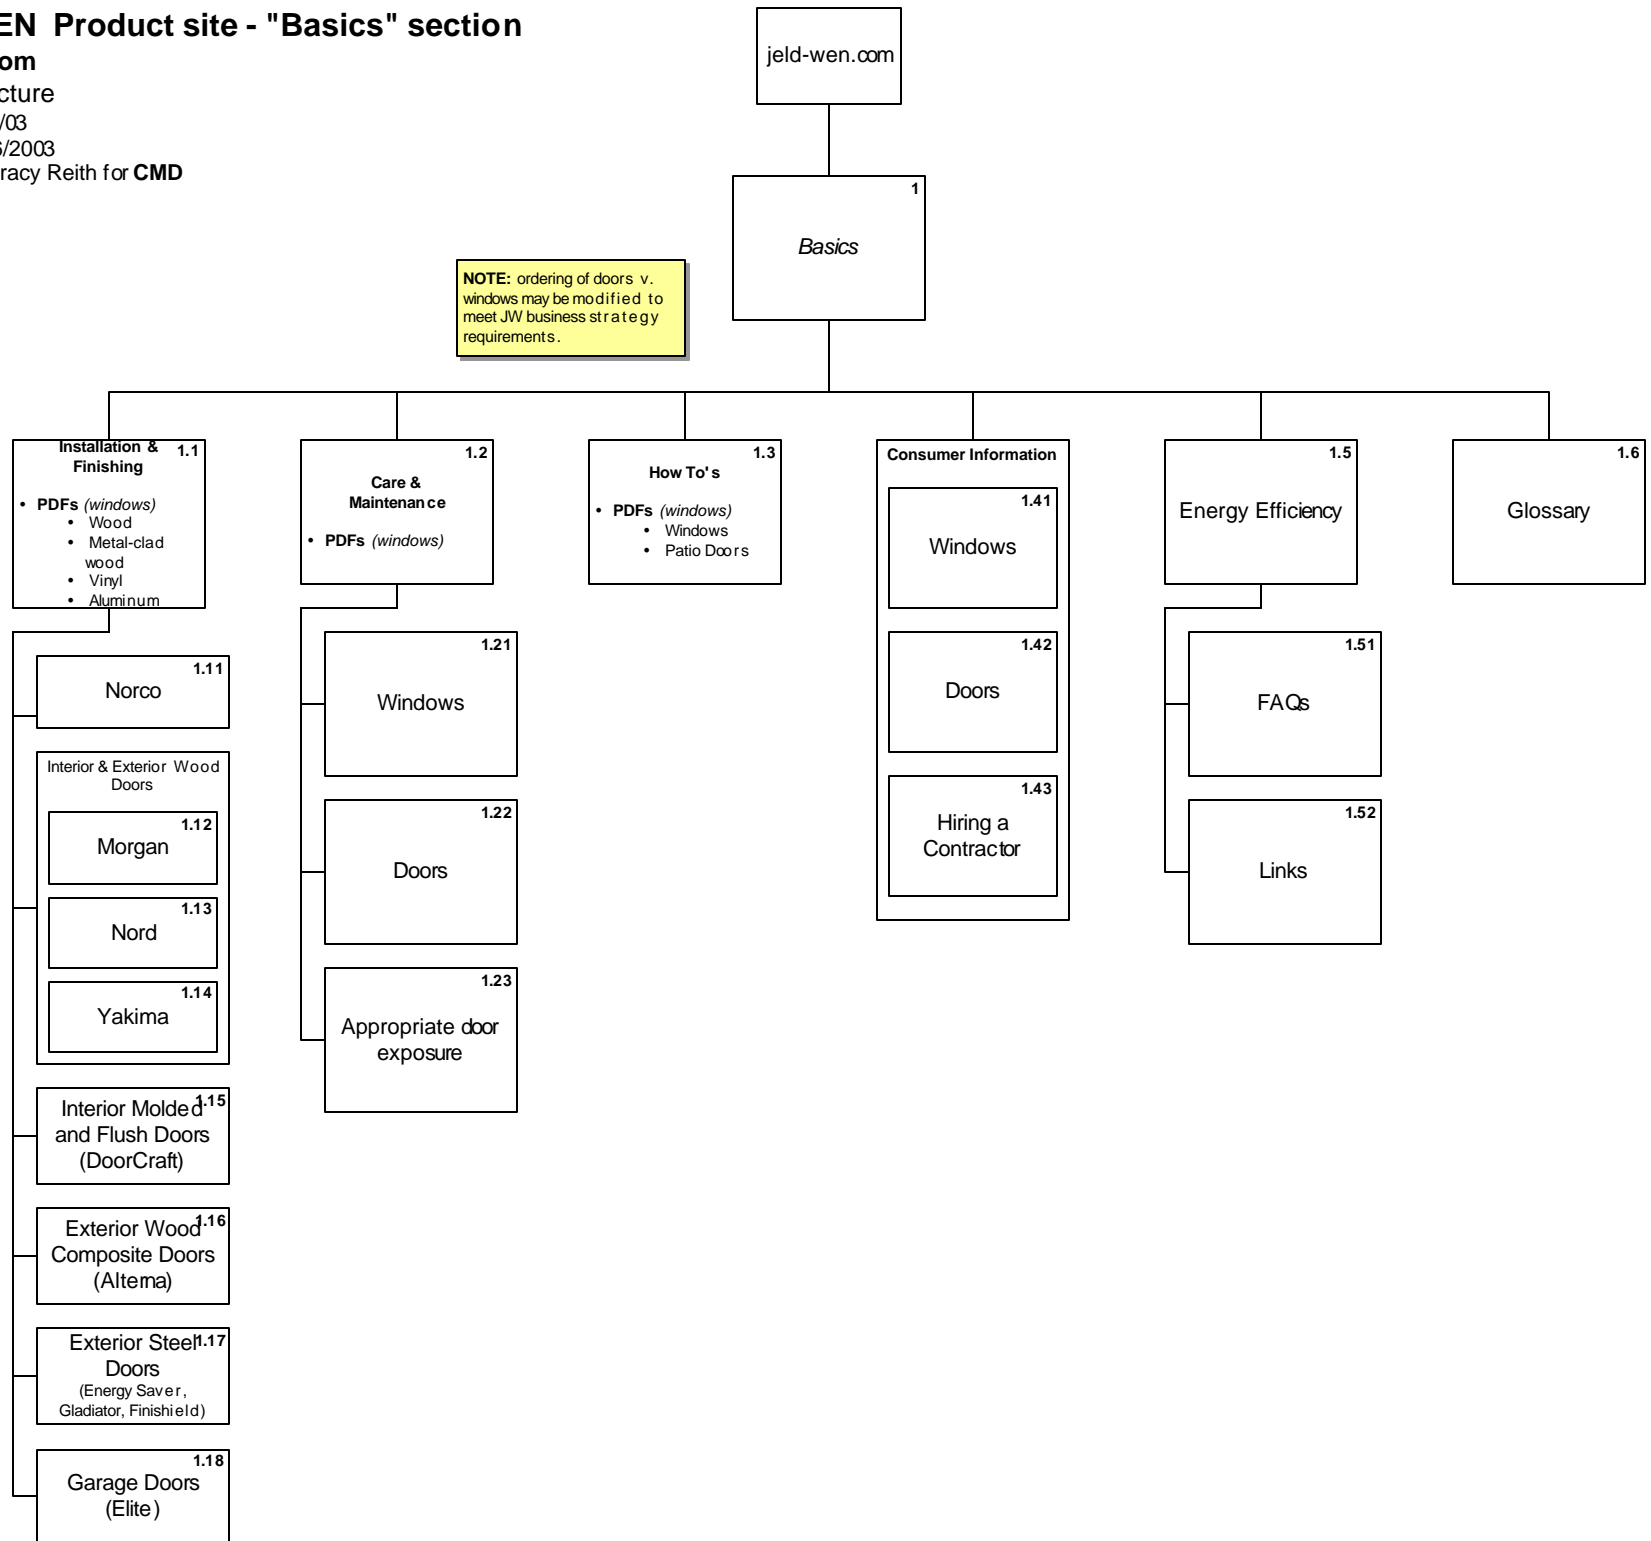 EN Product site - "Basics" section
om
cture
/03
6/2003
racy Reith for CMD
jeld-wen.com
1
Basics
NOTE: ordering of doors v.
windows may be modified to
meet JW business strategy
requirements.
Installation &
Finishing
1.1
• PDFs (windows)
• Wood
• Metal-clad
wood
• Vinyl
• Aluminum
1.2
Care &
Maintenance
• PDFs (windows)
1.3
How To's
• PDFs (windows)
• Windows
• Patio Doors
Consumer Information
1.41
Windows
1.42
Doors
1.43
Hiring a
Contractor
1.5
Energy Efficiency
1.6
Glossary
1.11
Norco
Interior & Exterior Wood
Doors
1.12
Morgan
1.13
Nord
1.14
Yakima
1.15
Interior Molded
and Flush Doors
(DoorCraft)
1.16
Exterior Wood
Composite Doors
(Alterna)
1.17
Exterior Steel
Doors
(Energy Saver,
Gladiator, Finishield)
1.18
Garage Doors
(Elite)
1.21
Windows
1.22
Doors
1.23
Appropriate door
exposure
1.51
FAQs
1.52
Links